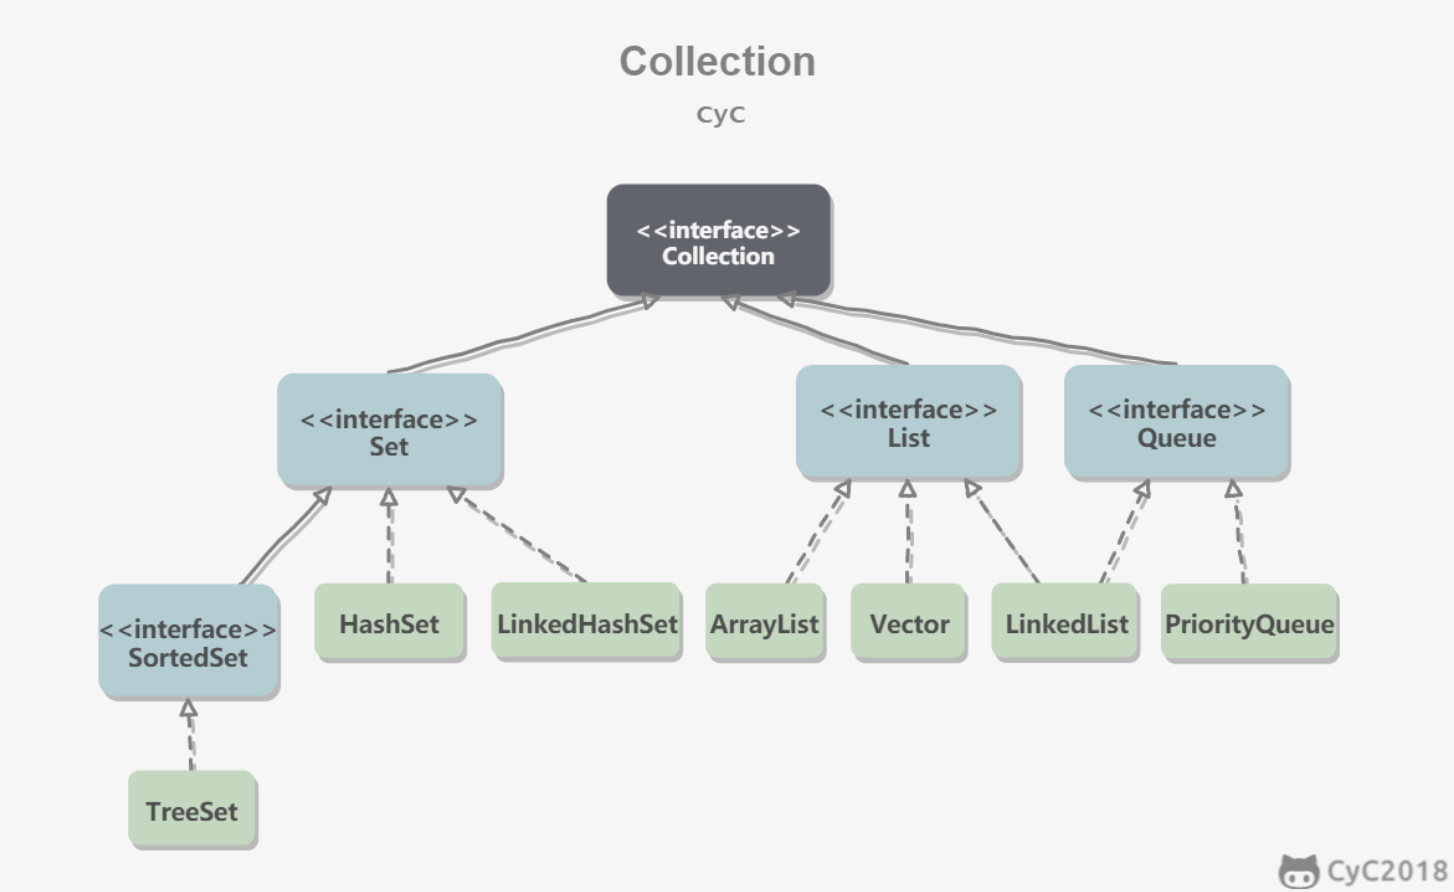 Collection
CyC
<<interface>>
Collection
<<interface>>
Set
<<interface>>
List
<<interface>>
Queue
<<interface>>
SortedSet
HashSet
LinkedHashSet
ArrayList
Vector
LinkedList
PriorityQueue
TreeSet
CyC2018